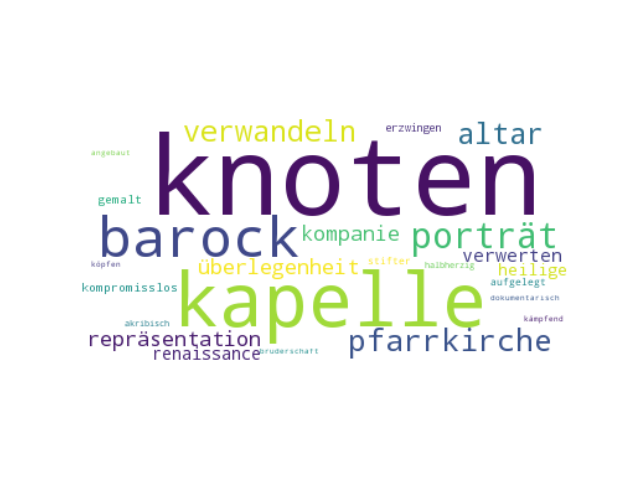 verwandeln erzwingen altar
angebaut knoten
gemalt
barock kompanie porträt
köpfen überlegenheit stifter halbherzig verwerten heilige
kompromisslos kapelle aufgelegt
dokumentarisch
akribisch kämpfend
repräsentation pfarrkirche
renaissance bruderschaft